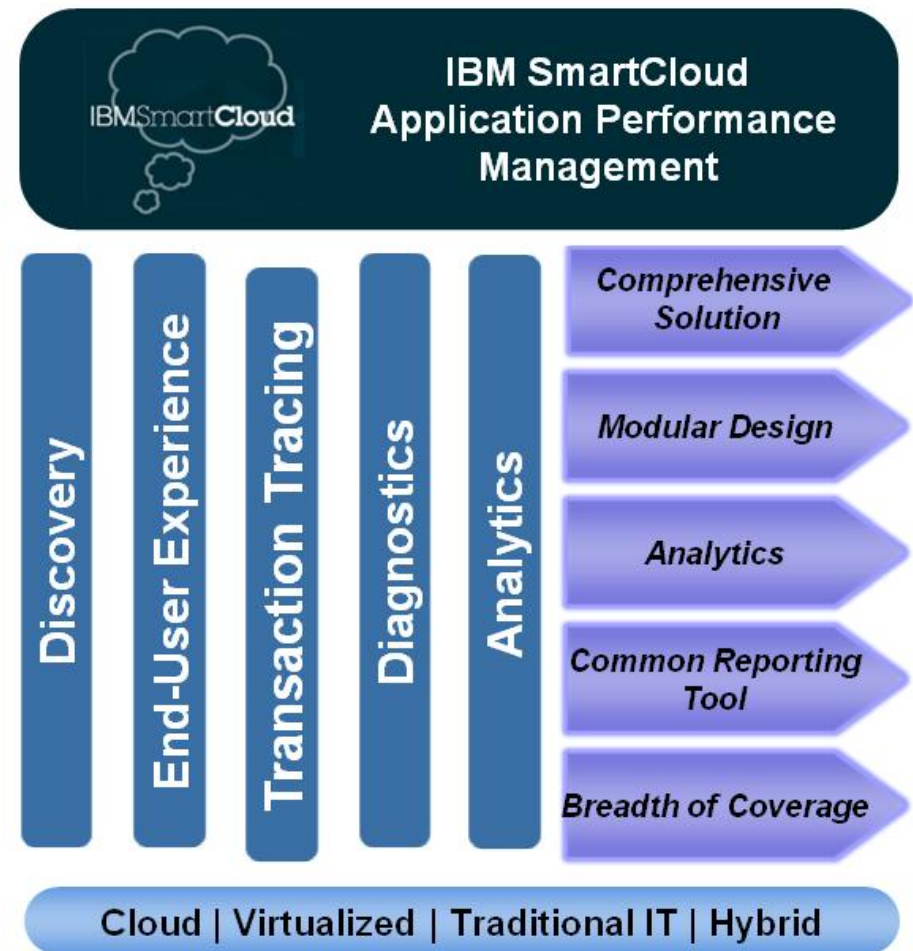 IBMSmartCloud
IBM SmartCloud
Application Performance
Management
Discovery
End-User Experience
Transaction Tracing
Diagnostics
Analytics
Comprehensive
Solution
Modular Design
Analytics
Common Reporting
Tool
Breadth of Coverage
Cloud | Virtualized | Traditional IT | Hybrid